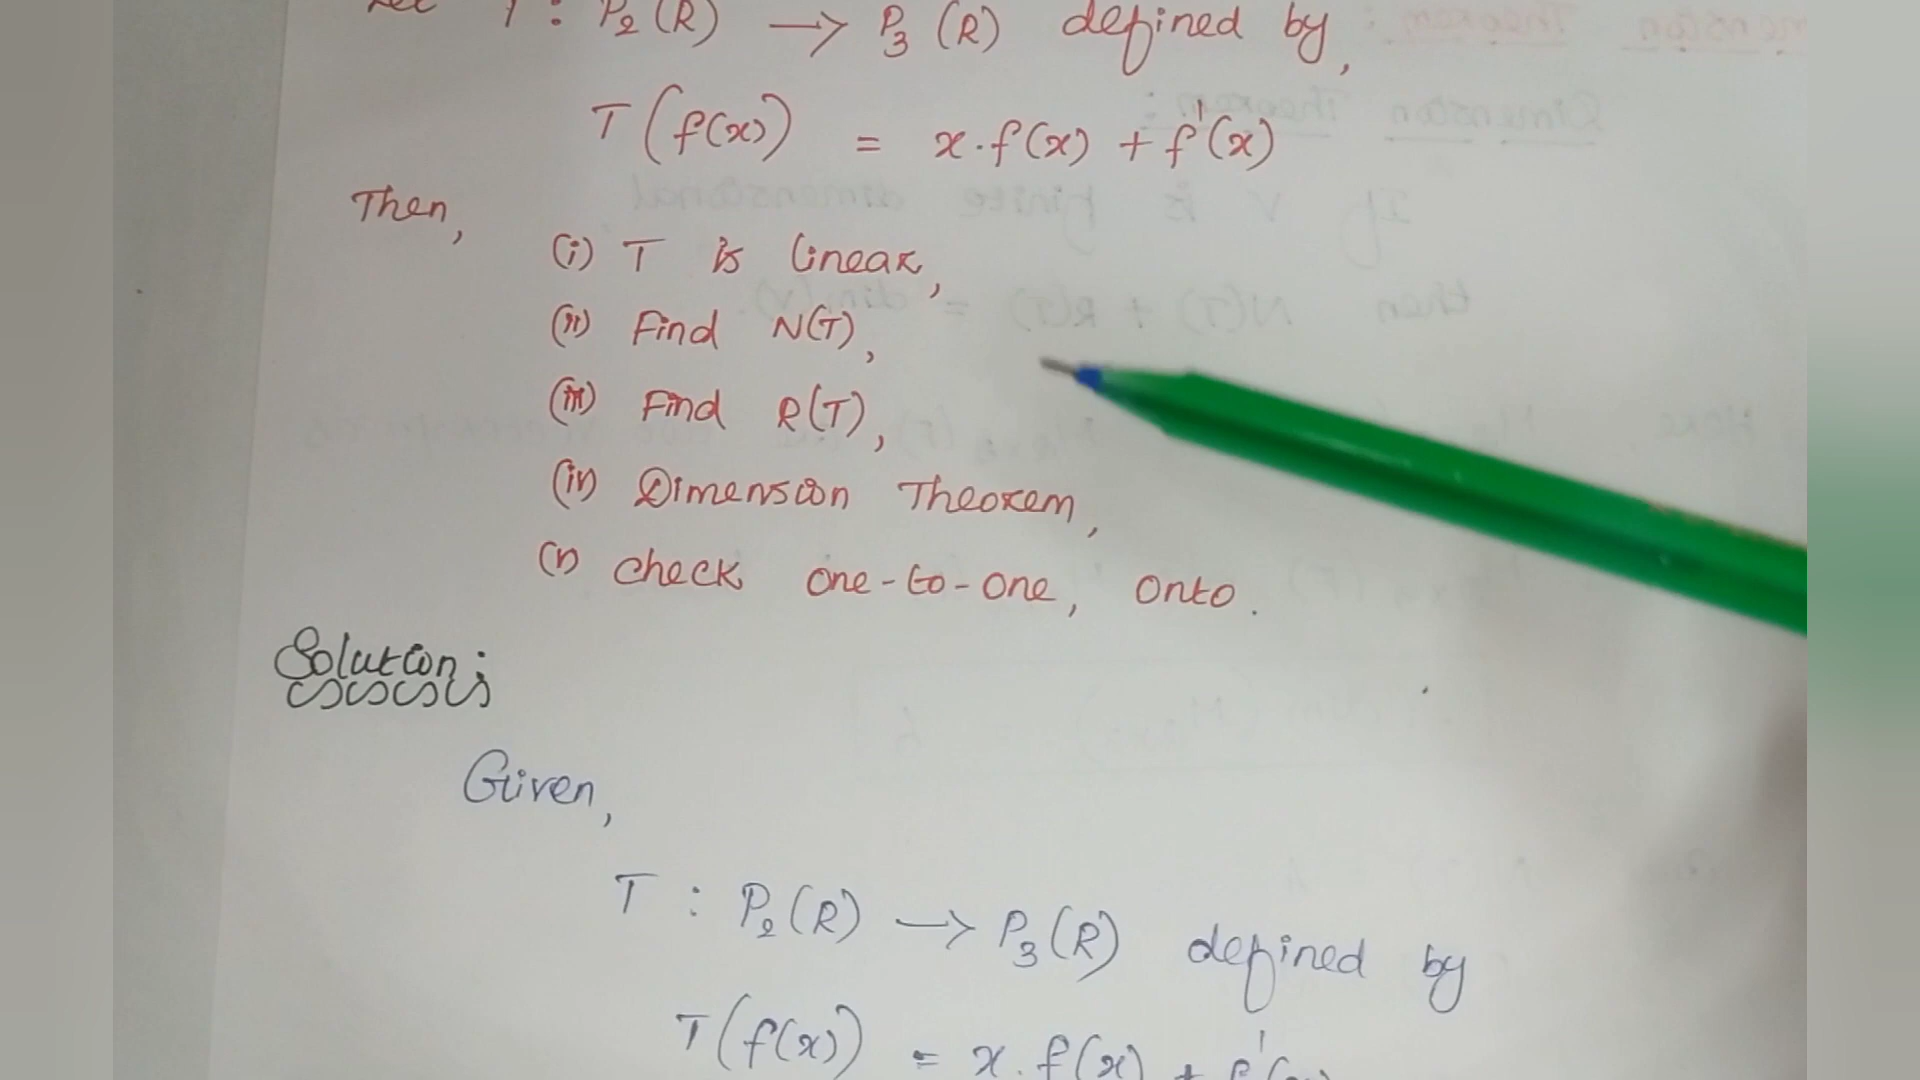 Let T : P₂(R) → P₃(R) defined by,
T(f(x)) = x.f(x) + f'(x)
Then,
(i) T is linear,
(ii) Find N(T),
(iii) Find R(T),
(iv) Dimension Theorem,
(v) check one-to-one, onto.
Solution:
Given,
T : P₂(R) → P₃(R) defined by
T(f(x)) = x.f(x) + f'(x)